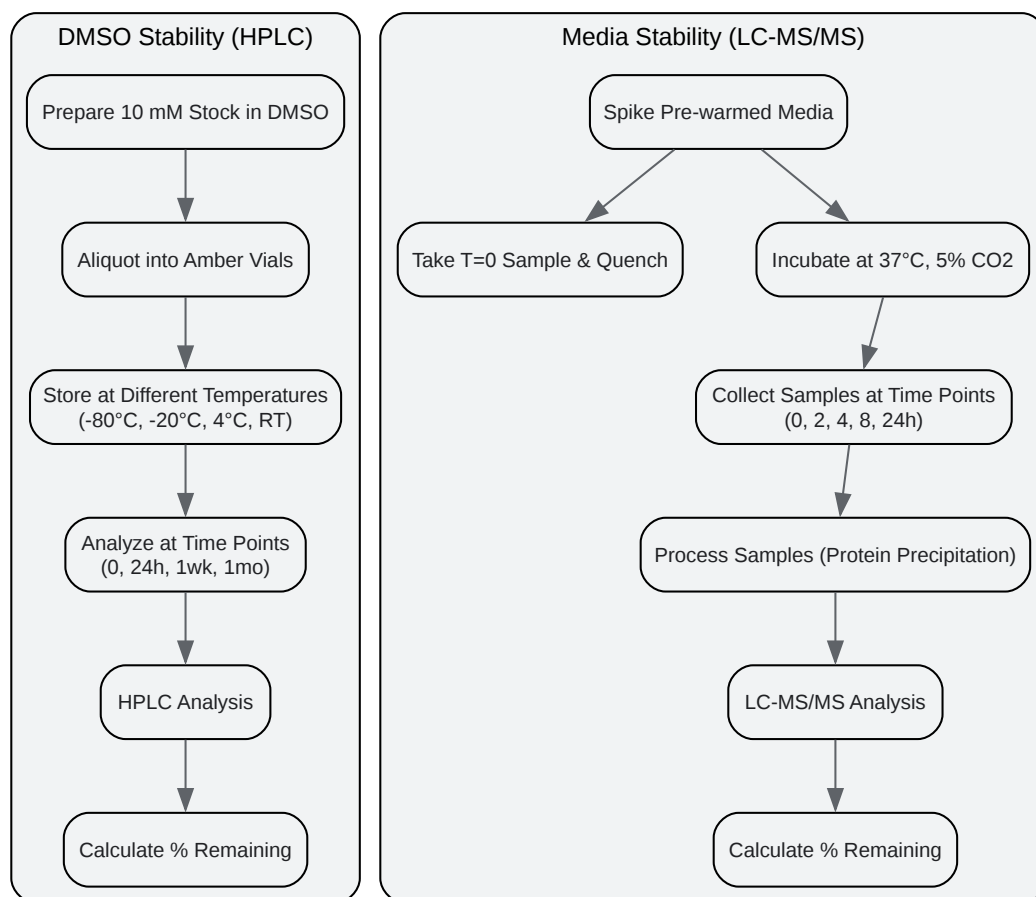 DMSO Stability (HPLC)
Prepare 10 mM Stock in DMSO
Aliquot into Amber Vials
Store at Different Temperatures
(-80°C, -20°C, 4°C, RT)
Analyze at Time Points
(0, 24h, 1wk, 1mo)
HPLC Analysis
Calculate % Remaining
Media Stability (LC-MS/MS)
Spike Pre-warmed Media
Take T=0 Sample & Quench
Incubate at 37°C, 5% CO2
Collect Samples at Time Points
(0, 2, 4, 8, 24h)
Process Samples (Protein Precipitation)
LC-MS/MS Analysis
Calculate % Remaining